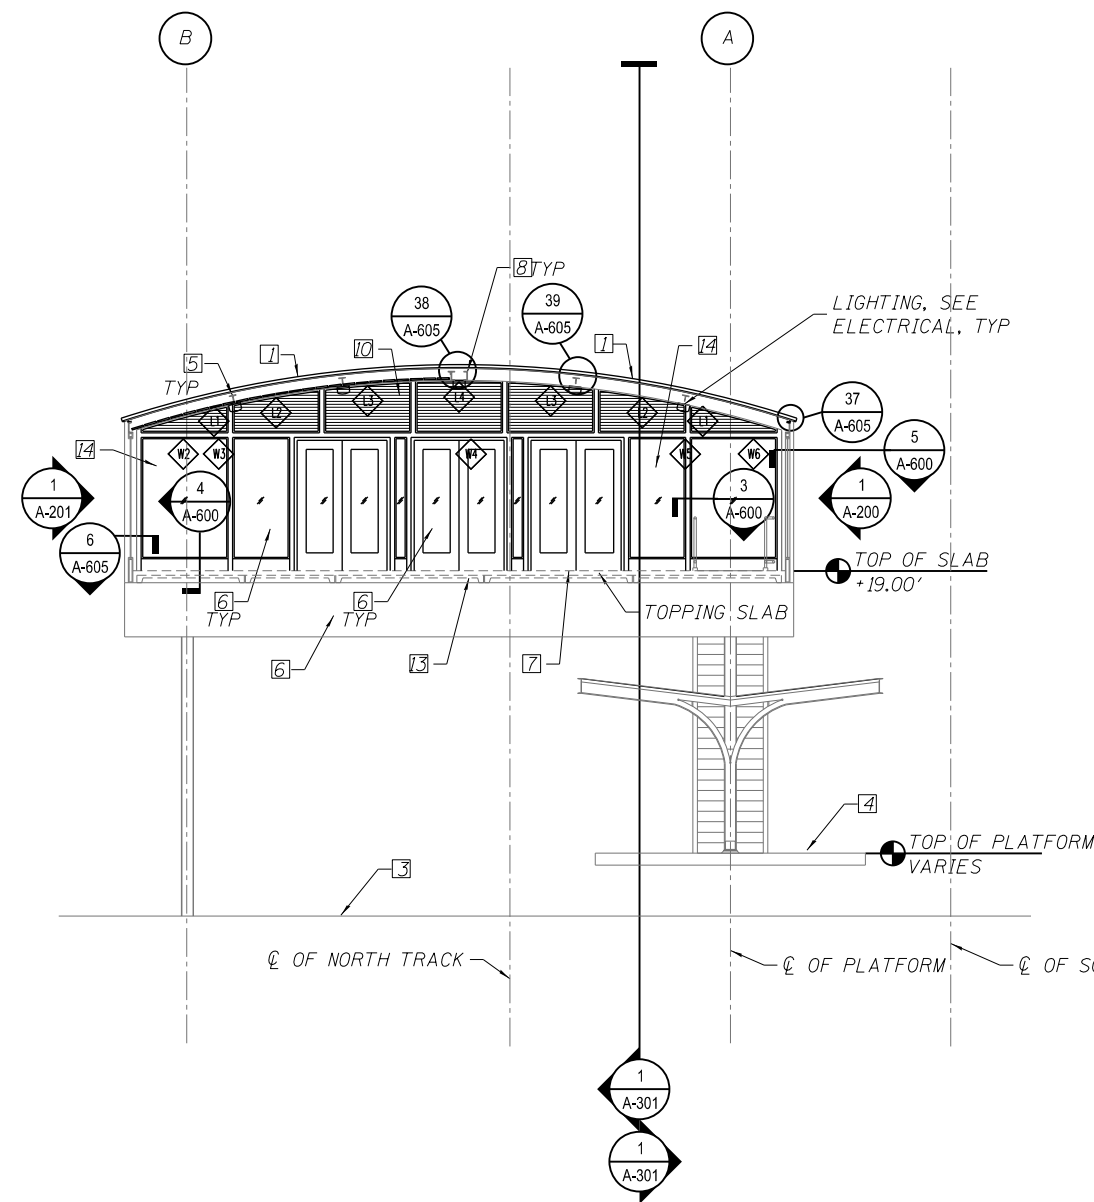 B
A
8 TYP
38
A-605
39
A-605
LIGHTING, SEE
ELECTRICAL, TYP
5
TYP
1
10
1
14
37
A-605
L1
L2
L3
L4
L3
L2
L1
14
W2
W3
W4
W5
W6
5
A-600
1
A-201
4
A-600
3
A-600
1
A-200
6
A-605
TOP OF SLAB
+19.00'
6
TYP
6
TYP
TOPPING SLAB
6
13
7
4
TOP OF PLATFORM
VARIES
3
℄ OF NORTH TRACK
℄ OF PLATFORM
℄ OF
1
A-301
1
A-301